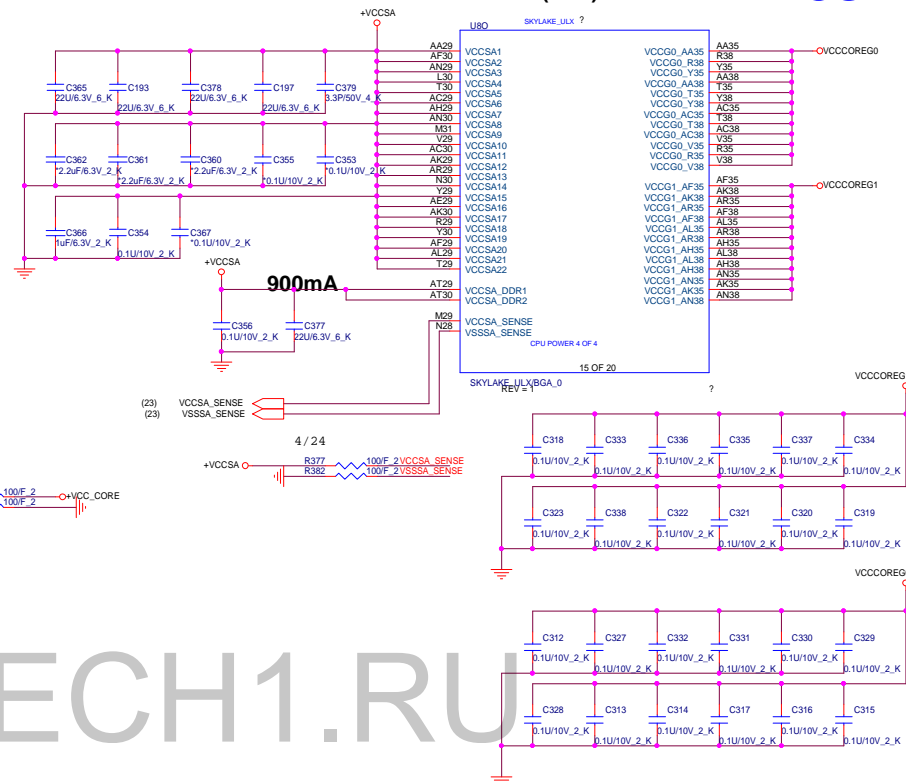 +VCCSA
U8O
SKYLAKE_ULX ?
AA29 VCCSA1
AF30 VCCSA2
AN29 VCCSA3
L30 VCCSA4
T30 VCCSA5
AC29 VCCSA6
AH29 VCCSA7
AN30 VCCSA8
M31 VCCSA9
V29 VCCSA10
AC30 VCCSA11
AK29 VCCSA12
AR29 VCCSA13
N30 VCCSA14
Y29 VCCSA15
AE29 VCCSA16
AK30 VCCSA17
R29 VCCSA18
Y30 VCCSA19
AF29 VCCSA20
AL29 VCCSA21
T29 VCCSA22
AT29 VCCSA_DDR1
AT30 VCCSA_DDR2
M29 VCCSA_SENSE
N28 VSSSA_SENSE
VCCG0_AA35 AA35
VCCG0_R38 R38
VCCG0_Y35 Y35
VCCG0_AA38 AA38
VCCG0_T35 T35
VCCG0_Y38 Y38
VCCG0_AC35 AC35
VCCG0_T38 T38
VCCG0_AC38 AC38
VCCG0_V35 V35
VCCG0_R35 R35
VCCG0_V38 V38
VCCCOREG0
VCCG1_AF35 AF35
VCCG1_AK38 AK38
VCCG1_AR35 AR35
VCCG1_AF38 AF38
VCCG1_AL35 AL35
VCCG1_AR38 AR38
VCCG1_AH35 AH35
VCCG1_AL38 AL38
VCCG1_AH38 AH38
VCCG1_AN35 AN35
VCCG1_AK35 AK35
VCCG1_AN38 AN38
VCCCOREG1
CPU POWER 4 OF 4
15 OF 20
SKYLAKE_ULX/BGA_0
REV = 1 ?
C365 C193 C378 C197 C379
22U/6.3V_6_K 22U/6.3V_6_K 22U/6.3V_6_K 22U/6.3V_6_K 3.3P/50V_4_K
C362 C361 C360 C355 C353
*2.2uF/6.3V_2_K *2.2uF/6.3V_2_K *2.2uF/6.3V_2_K *0.1U/10V_2_K *0.1U/10V_2_K
C366 C354 C367
1uF/6.3V_2_K 0.1U/10V_2_K *0.1U/10V_2_K
+VCCSA
900mA
C356 C377
0.1U/10V_2_K 22U/6.3V_6_K
(23) VCCSA_SENSE
(23) VSSSA_SENSE
4/24
+VCCSA R377 100/F_2 VCCSA_SENSE
R382 100/F_2 VSSSA_SENSE
100/F_2 +VCC_CORE
100/F_2
VCCCOREG
C318 C333 C336 C335 C337 C334
0.1U/10V_2_K 0.1U/10V_2_K 0.1U/10V_2_K 0.1U/10V_2_K 0.1U/10V_2_K 0.1U/10V_2_K
C323 C338 C322 C321 C320 C319
0.1U/10V_2_K 0.1U/10V_2_K 0.1U/10V_2_K 0.1U/10V_2_K 0.1U/10V_2_K 0.1U/10V_2_K
VCCCOREG
C312 C327 C332 C331 C330 C329
0.1U/10V_2_K 0.1U/10V_2_K 0.1U/10V_2_K 0.1U/10V_2_K 0.1U/10V_2_K 0.1U/10V_2_K
C328 C313 C314 C317 C316 C315
0.1U/10V_2_K 0.1U/10V_2_K 0.1U/10V_2_K 0.1U/10V_2_K 0.1U/10V_2_K 0.1U/10V_2_K
ECH1.RU